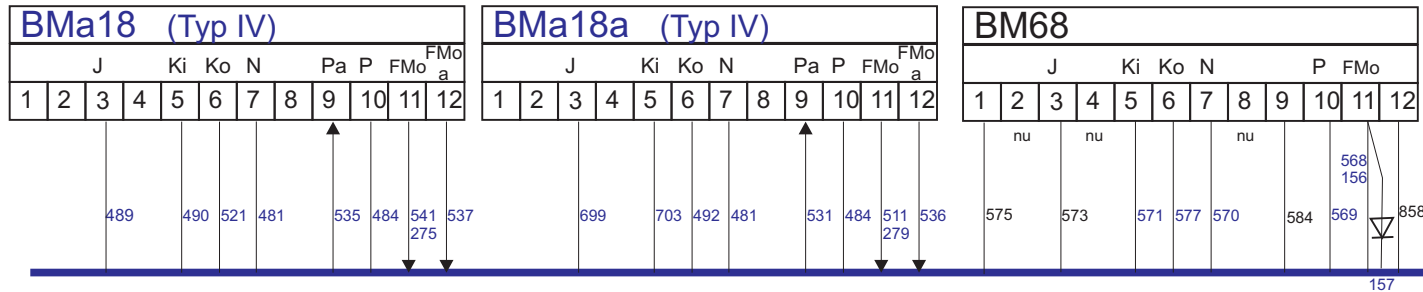 BMa18 (Typ IV)
J Ki Ko N Pa P FMo FMo a
1 2 3 4 5 6 7 8 9 10 11 12
489 490 521 481 535 484 541 537
275
BMa18a (Typ IV)
J Ki Ko N Pa P FMo FMo a
1 2 3 4 5 6 7 8 9 10 11 12
699 703 492 481 531 484 511 536
279
BM68
J Ki Ko N P FMo
1 2 3 4 5 6 7 8 9 10 11 12
nu nu nu
568
156
575 573 571 577 570 584 569 858
157